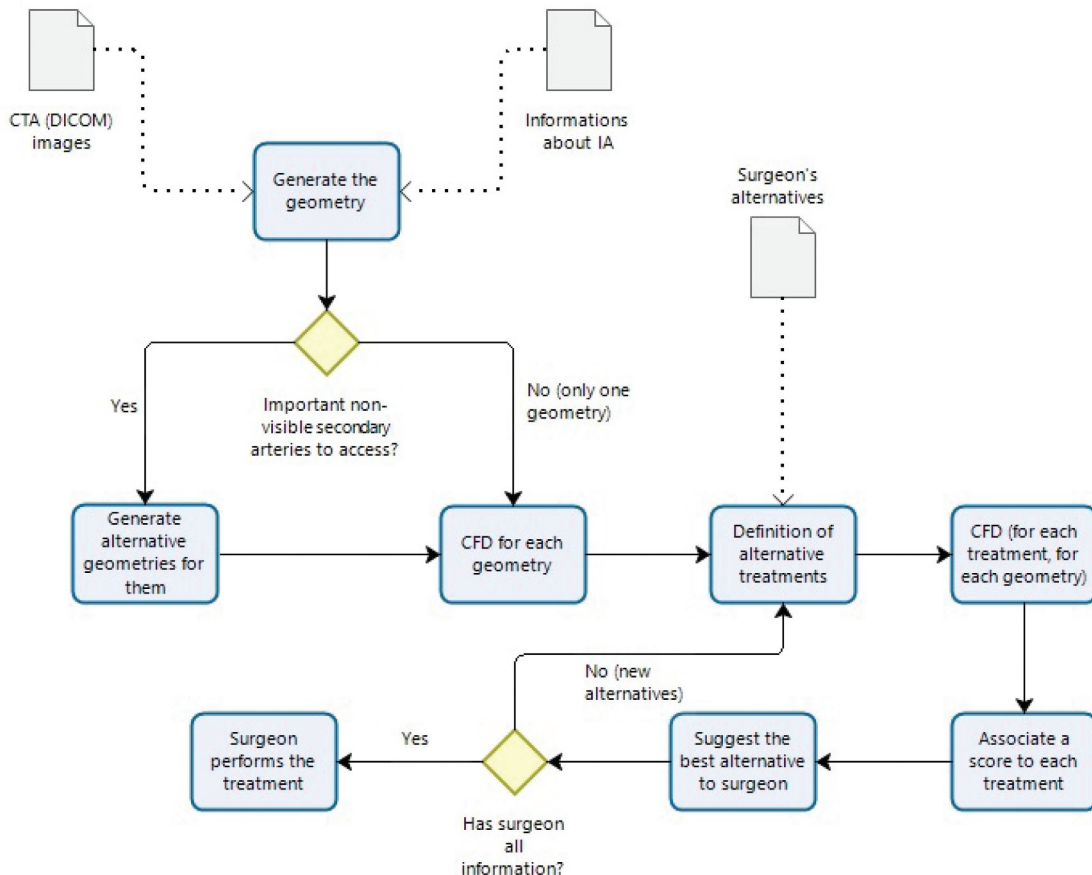 CTA (DICOM)
images
Informations
about IA
Generate the
geometry
Surgeon's
alternatives
Yes
Important non-
visible secondary
arteries to access?
No (only one
geometry)
Generate
alternative
geometries for
them
CFD for each
geometry
Definition of
alternative
treatments
CFD (for each
treatment, for
each geometry)
No (new
alternatives)
Surgeon
performs the
treatment
Yes
Has surgeon
all
information?
Suggest the
best alternative
to surgeon
Associate a
score to each
treatment